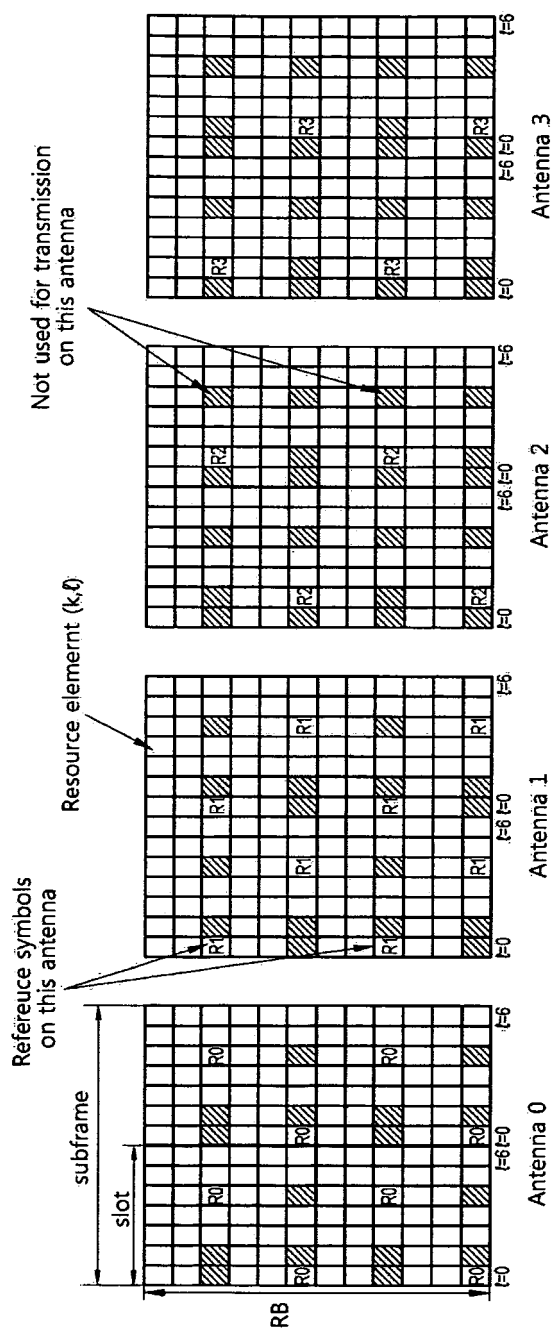 Refereuce symbols
on this antenna
Resource elemernt (k,ℓ)
Not used for transmission
on this antenna
subframe
slot
RB
R0 R0
R0 R0
R0 R0
R0 R0
ℓ=0 ℓ=6 ℓ=0 ℓ=6
Antenna 0
R1 R1
R1 R1
R1 R1
R1 R1
ℓ=0 ℓ=6 ℓ=0 ℓ=6
Antenna 1
R2
R2
R2
R2
ℓ=0 ℓ=6 ℓ=0 ℓ=6
Antenna 2
R3
R3
R3
R3
ℓ=0 ℓ=6 ℓ=0 ℓ=6
Antenna 3